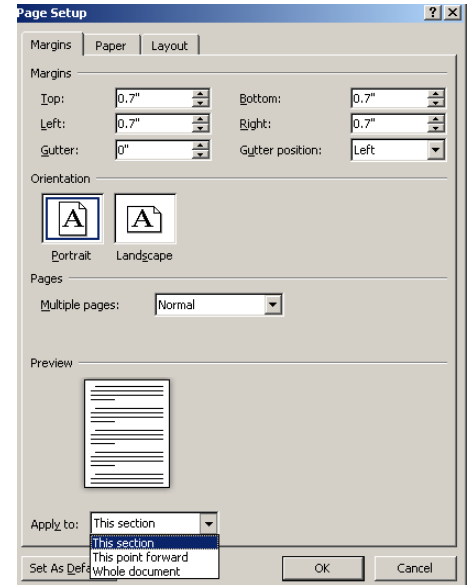 Page Setup
Margins Paper Layout
Margins
Top: 0.7" Bottom: 0.7"
Left: 0.7" Right: 0.7"
Gutter: 0" Gutter position: Left
Orientation
A A
Portrait Landscape
Pages
Multiple pages: Normal
Preview
Apply to: This section
This section
This point forward
Whole document
Set As Def OK Cancel